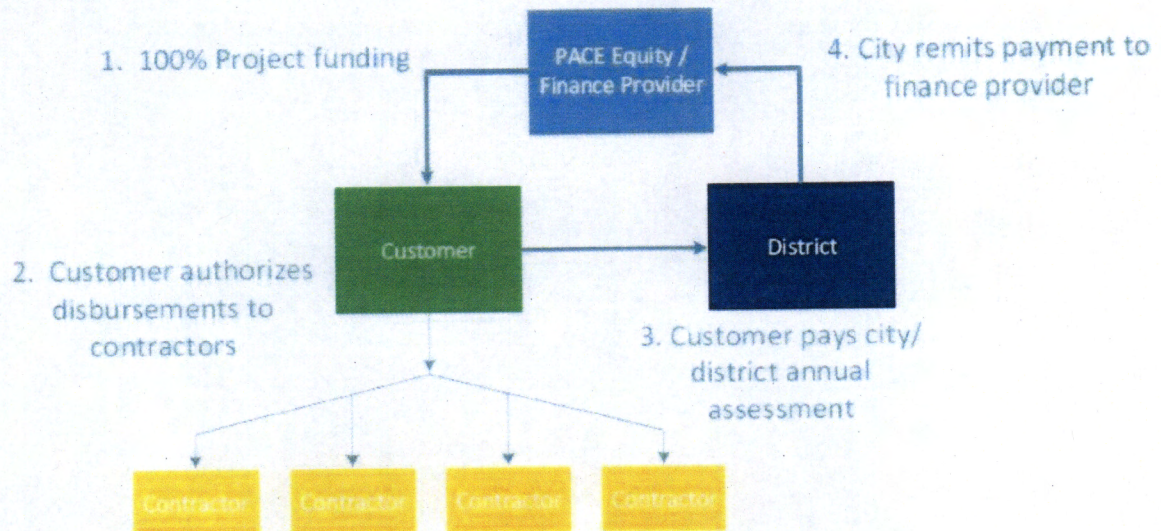 1. 100% Project funding
PACE Equity /
Finance Provider
4. City remits payment to
finance provider
Customer
District
2. Customer authorizes
disbursements to
contractors
3. Customer pays city/
district annual
assessment
Contractor
Contractor
Contractor
Contractor